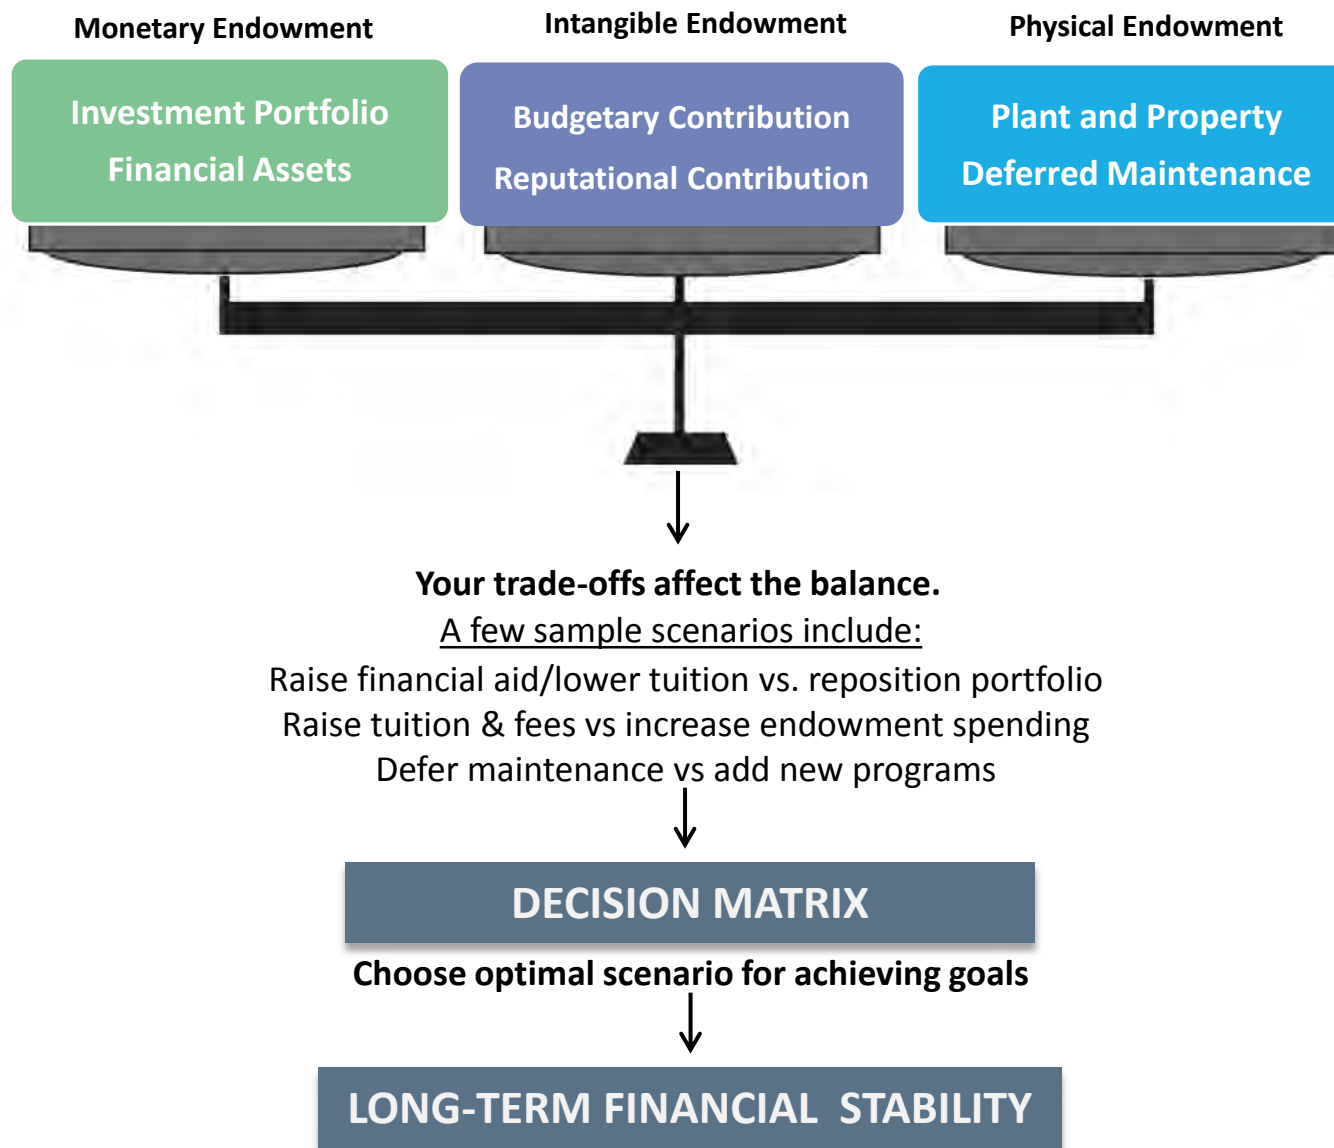 Monetary Endowment
Intangible Endowment
Physical Endowment
Investment Portfolio
Financial Assets
Budgetary Contribution
Reputational Contribution
Plant and Property
Deferred Maintenance
Your trade-offs affect the balance.
A few sample scenarios include:
Raise financial aid/lower tuition vs. reposition portfolio
Raise tuition & fees vs increase endowment spending
Defer maintenance vs add new programs
DECISION MATRIX
Choose optimal scenario for achieving goals
LONG-TERM FINANCIAL STABILITY